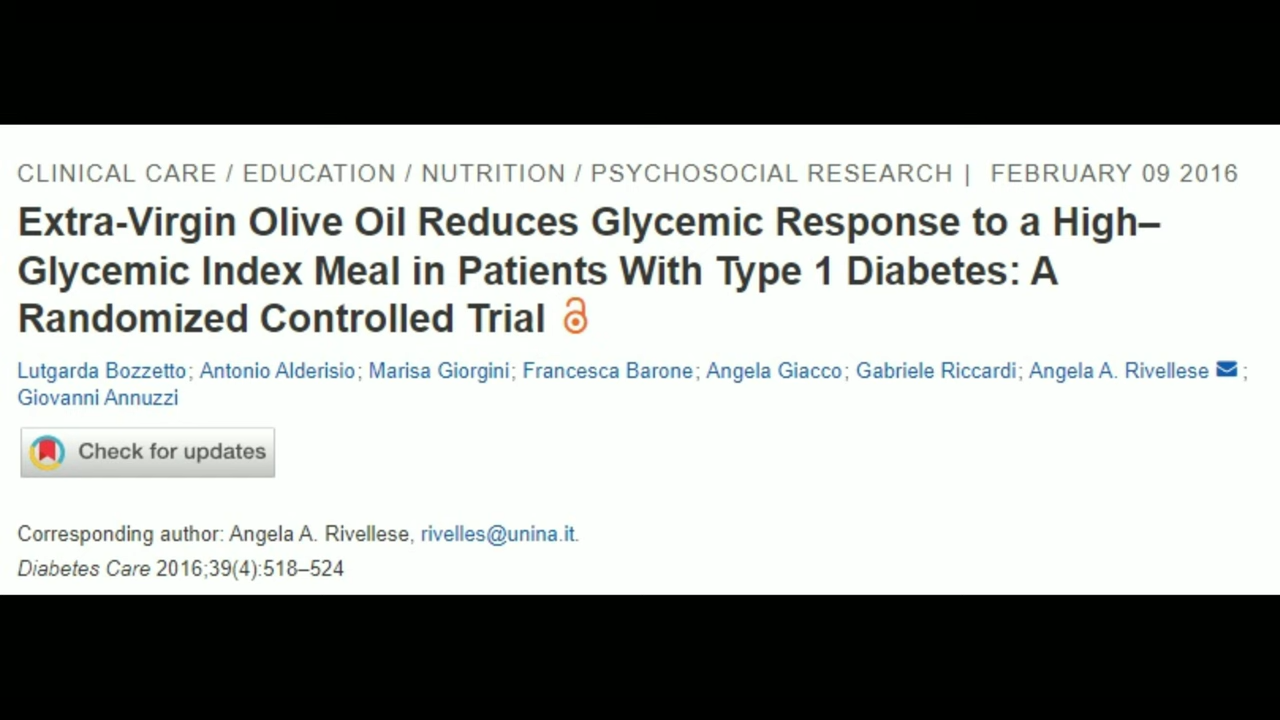 CLINICAL CARE / EDUCATION / NUTRITION / PSYCHOSOCIAL RESEARCH | FEBRUARY 09 2016
Extra-Virgin Olive Oil Reduces Glycemic Response to a High–
Glycemic Index Meal in Patients With Type 1 Diabetes: A
Randomized Controlled Trial
Lutgarda Bozzetto; Antonio Alderisio; Marisa Giorgini; Francesca Barone; Angela Giacco; Gabriele Riccardi; Angela A. Rivellese ;
Giovanni Annuzzi
Check for updates
Corresponding author: Angela A. Rivellese, rivelles@unina.it.
Diabetes Care 2016;39(4):518–524